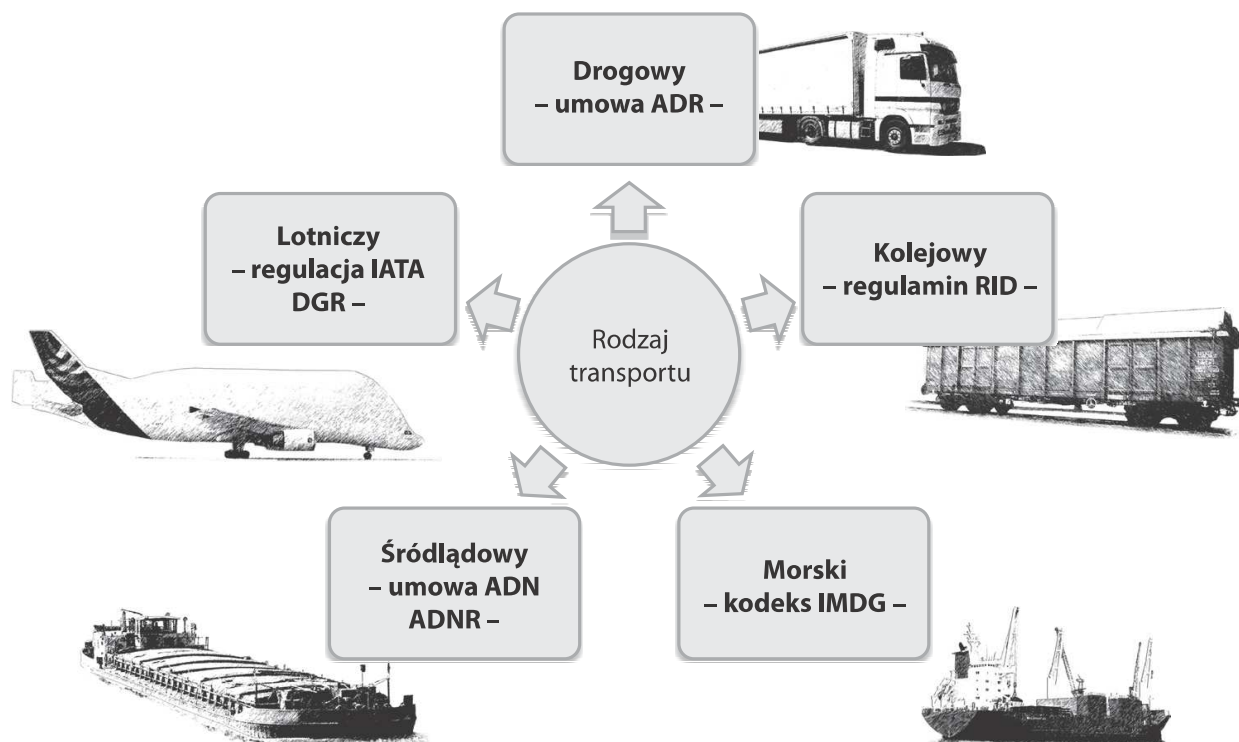 Drogowy
– umowa ADR –
Lotniczy
– regulacja IATA
DGR –
Kolejowy
– regulamin RID –
Rodzaj
transportu
Śródlądowy
– umowa ADN
ADNR –
Morski
– kodeks IMDG –